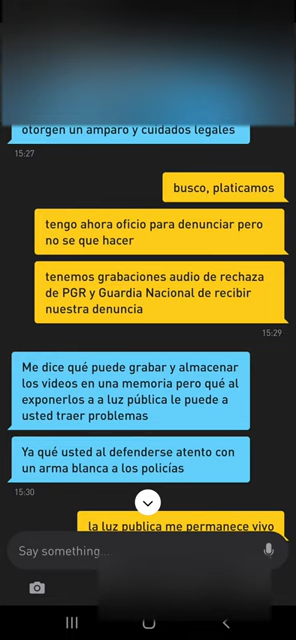 otorgen un amparo y cuidados legales
15:27
busco, platicamos
tengo ahora oficio para denunciar pero
no se que hacer
tenemos grabaciones audio de rechaza
de PGR y Guardia Nacional de recibir
nuestra denuncia
15:29
Me dice qué puede grabar y almacenar
los videos en una memoria pero qué al
exponerlos a a luz pública le puede a
usted traer problemas
Ya qué usted al defenderse atento con
un arma blanca a los policías
15:30
la luz publica me permanece vivo
Say something...